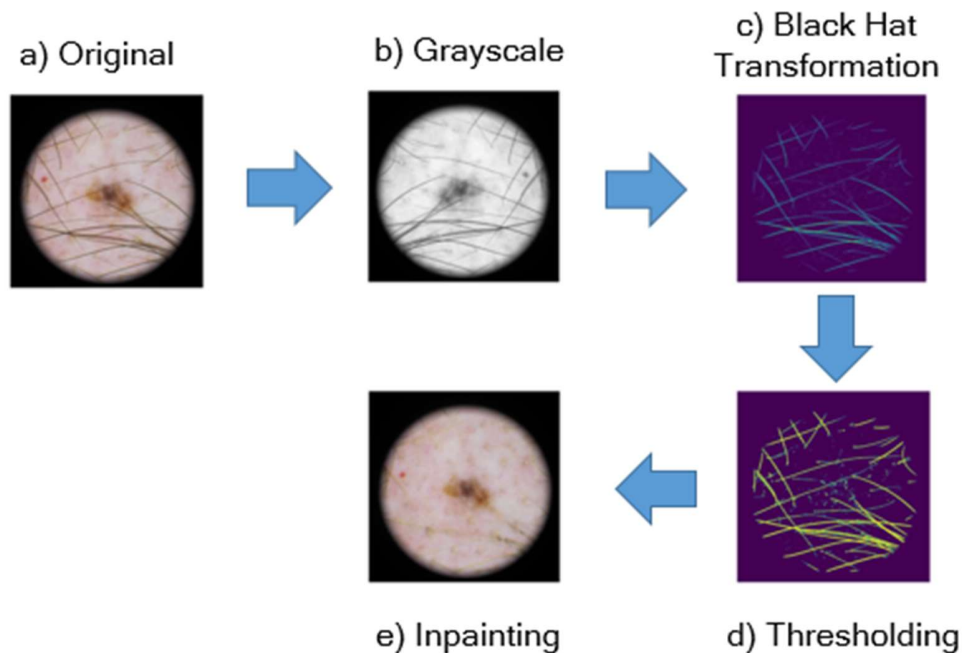 a) Original
b) Grayscale
c) Black Hat
Transformation
d) Thresholding
e) Inpainting